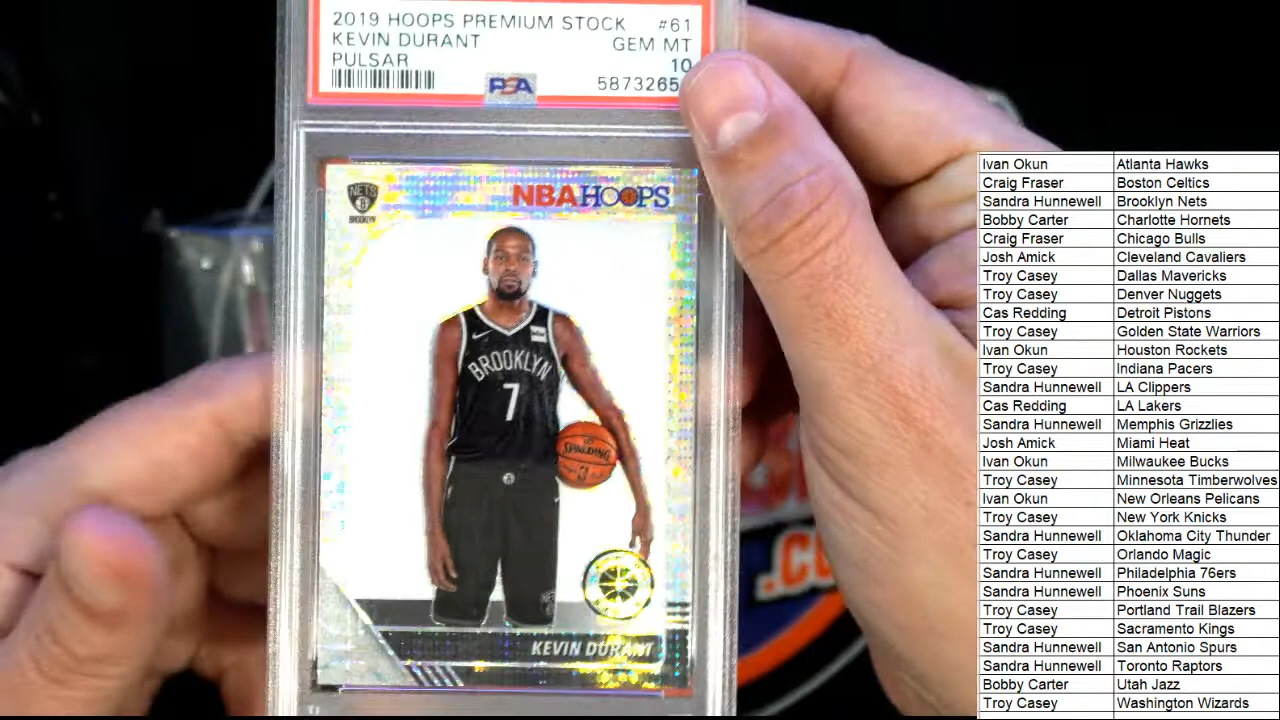 2019 HOOPS PREMIUM STOCK #61
KEVIN DURANT GEM MT
PULSAR 10
PSA 5873265
NETS
BROOKLYN
NBA HOOPS
BROOKLYN
7
SPALDING
KEVIN DURANT
.CO
Ivan Okun Atlanta Hawks
Craig Fraser Boston Celtics
Sandra Hunnewell Brooklyn Nets
Bobby Carter Charlotte Hornets
Craig Fraser Chicago Bulls
Josh Amick Cleveland Cavaliers
Troy Casey Dallas Mavericks
Troy Casey Denver Nuggets
Cas Redding Detroit Pistons
Troy Casey Golden State Warriors
Ivan Okun Houston Rockets
Troy Casey Indiana Pacers
Sandra Hunnewell LA Clippers
Cas Redding LA Lakers
Sandra Hunnewell Memphis Grizzlies
Josh Amick Miami Heat
Ivan Okun Milwaukee Bucks
Troy Casey Minnesota Timberwolves
Ivan Okun New Orleans Pelicans
Troy Casey New York Knicks
Sandra Hunnewell Oklahoma City Thunder
Troy Casey Orlando Magic
Sandra Hunnewell Philadelphia 76ers
Sandra Hunnewell Phoenix Suns
Troy Casey Portland Trail Blazers
Troy Casey Sacramento Kings
Sandra Hunnewell San Antonio Spurs
Sandra Hunnewell Toronto Raptors
Bobby Carter Utah Jazz
Troy Casey Washington Wizards